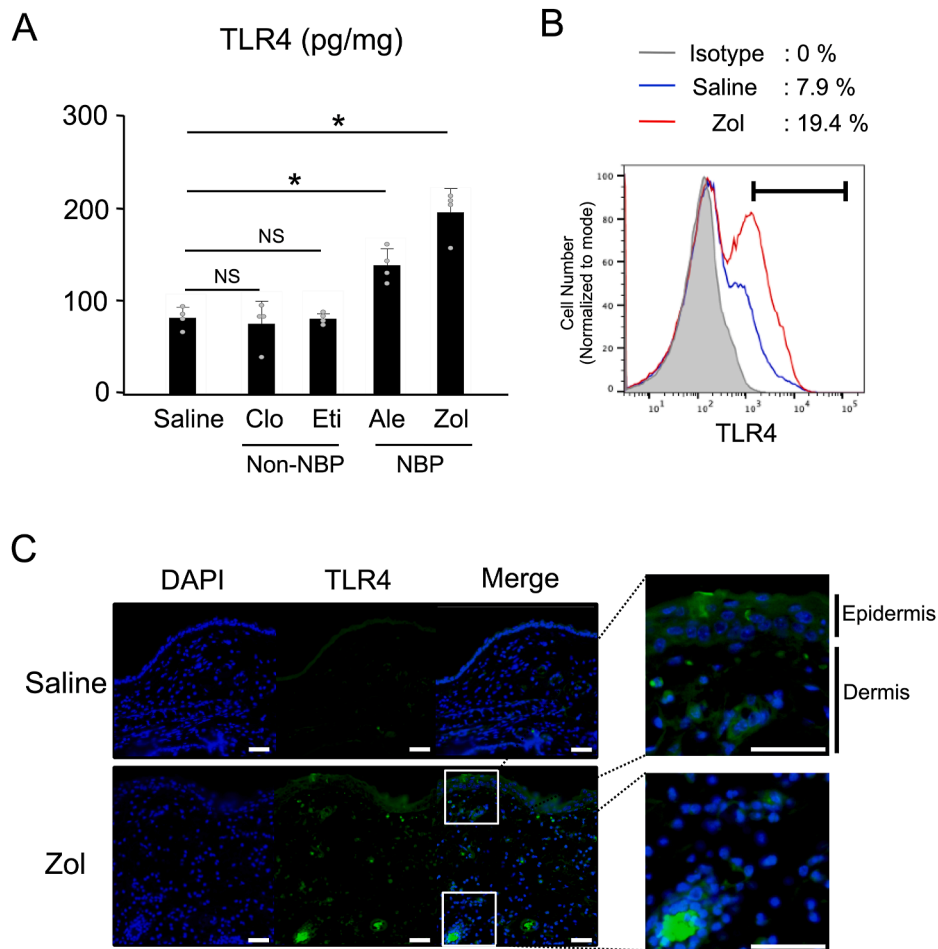 A
TLR4 (pg/mg)
300
200
100
0
*
*
NS
NS
Saline Clo Eti Ale Zol
Non-NBP NBP
B
Isotype : 0 %
Saline : 7.9 %
Zol : 19.4 %
Cell Number
(Normalized to mode)
100
80
60
40
20
0
10¹ 10² 10³ 10⁴ 10⁵
TLR4
C
DAPI TLR4 Merge
Saline
Zol
Epidermis
Dermis